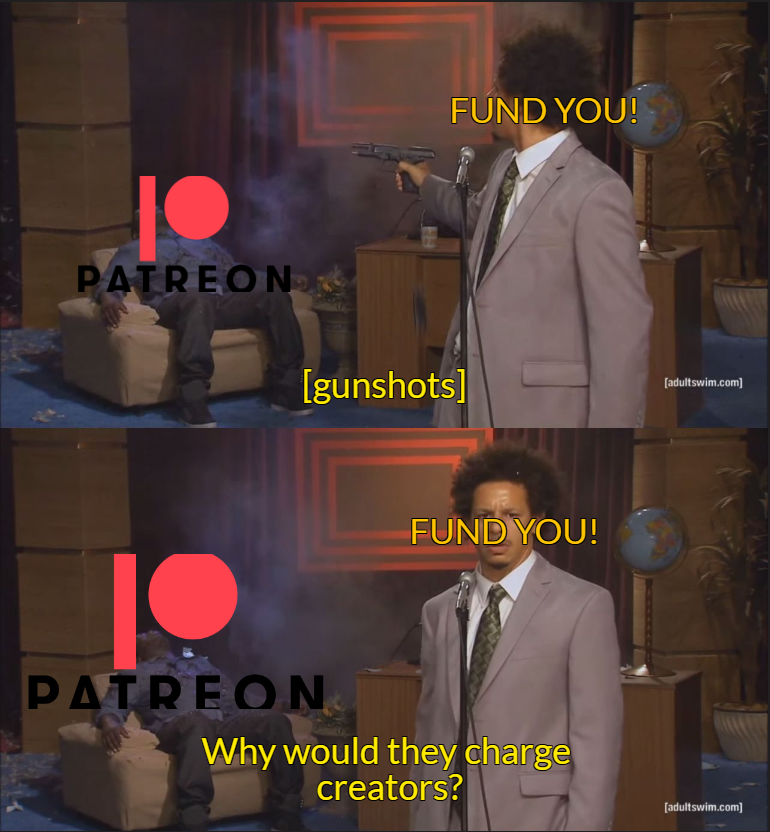 FUND YOU!
PATREON
[gunshots]
[adultswim.com]
FUND YOU!
PATREON
Why would they charge
creators?
[adultswim.com]